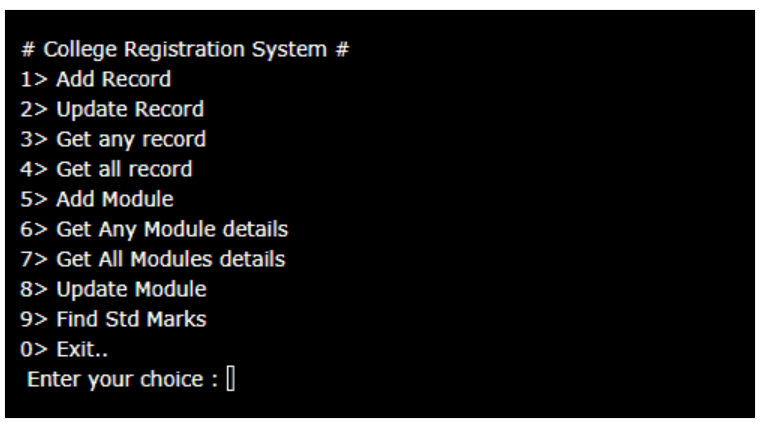 # College Registration System #
1> Add Record
2> Update Record
3> Get any record
4> Get all record
5> Add Module
6> Get Any Module details
7> Get All Modules details
8> Update Module
9> Find Std Marks
0> Exit..
Enter your choice :